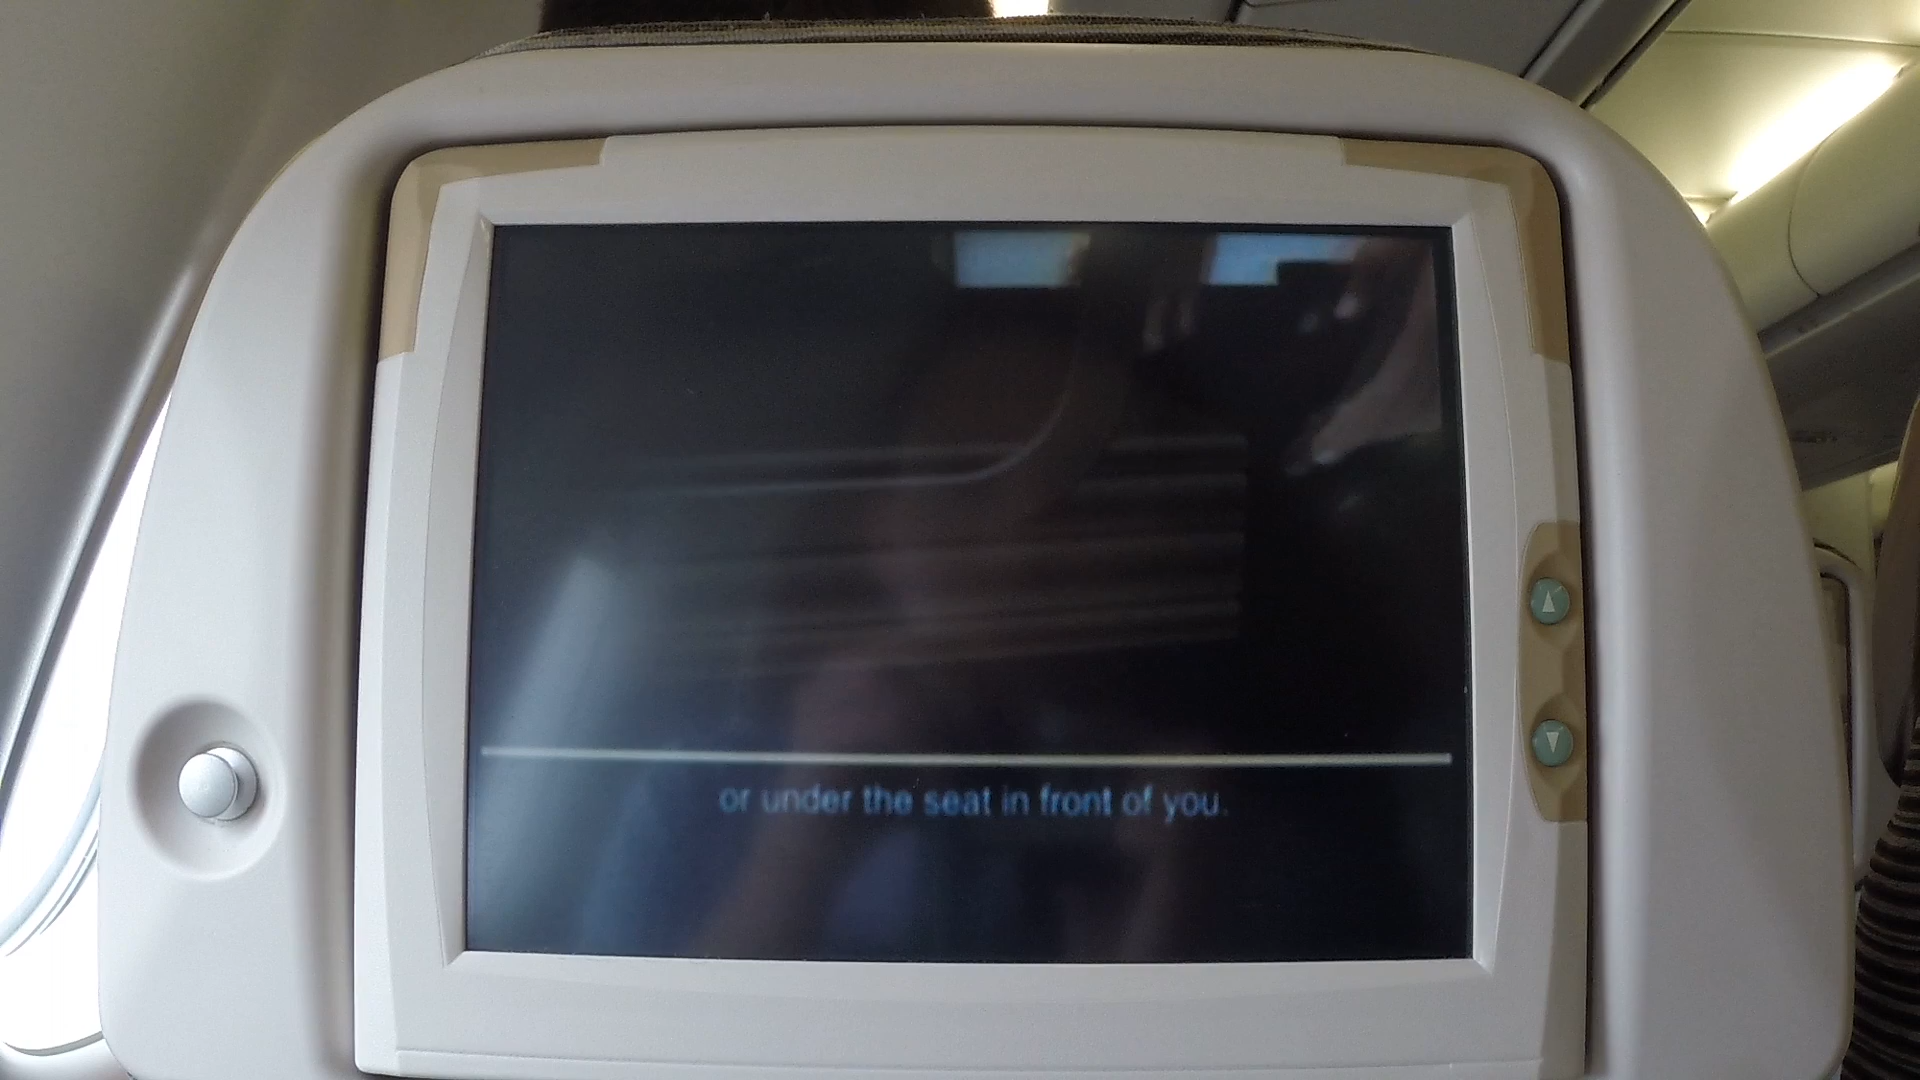 or under the seat in front of you.